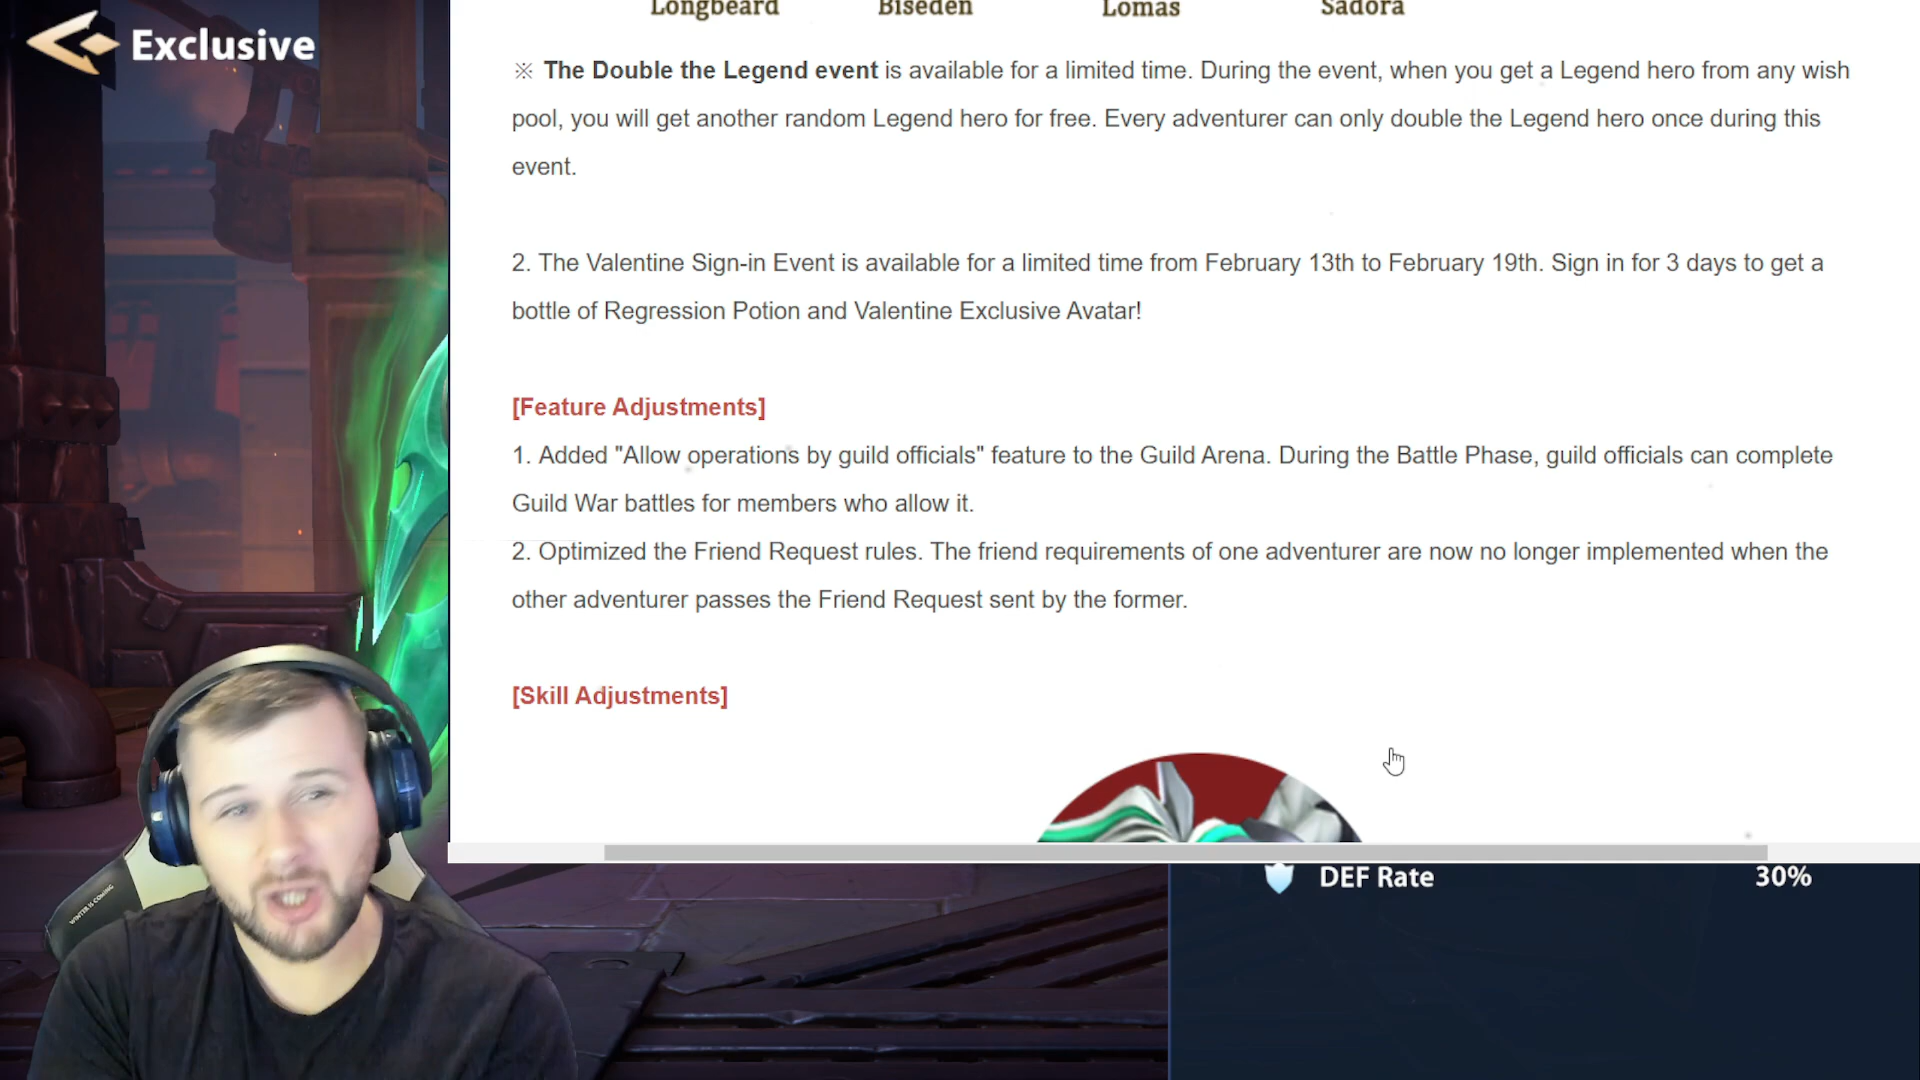 Exclusive
Longbeard Biseden Lomas Sadora
※ The Double the Legend event is available for a limited time. During the event, when you get a Legend hero from any wish
pool, you will get another random Legend hero for free. Every adventurer can only double the Legend hero once during this
event.
2. The Valentine Sign-in Event is available for a limited time from February 13th to February 19th. Sign in for 3 days to get a
bottle of Regression Potion and Valentine Exclusive Avatar!
[Feature Adjustments]
1. Added "Allow operations by guild officials" feature to the Guild Arena. During the Battle Phase, guild officials can complete
Guild War battles for members who allow it.
2. Optimized the Friend Request rules. The friend requirements of one adventurer are now no longer implemented when the
other adventurer passes the Friend Request sent by the former.
[Skill Adjustments]
DEF Rate 30%
WINTER IS COMING